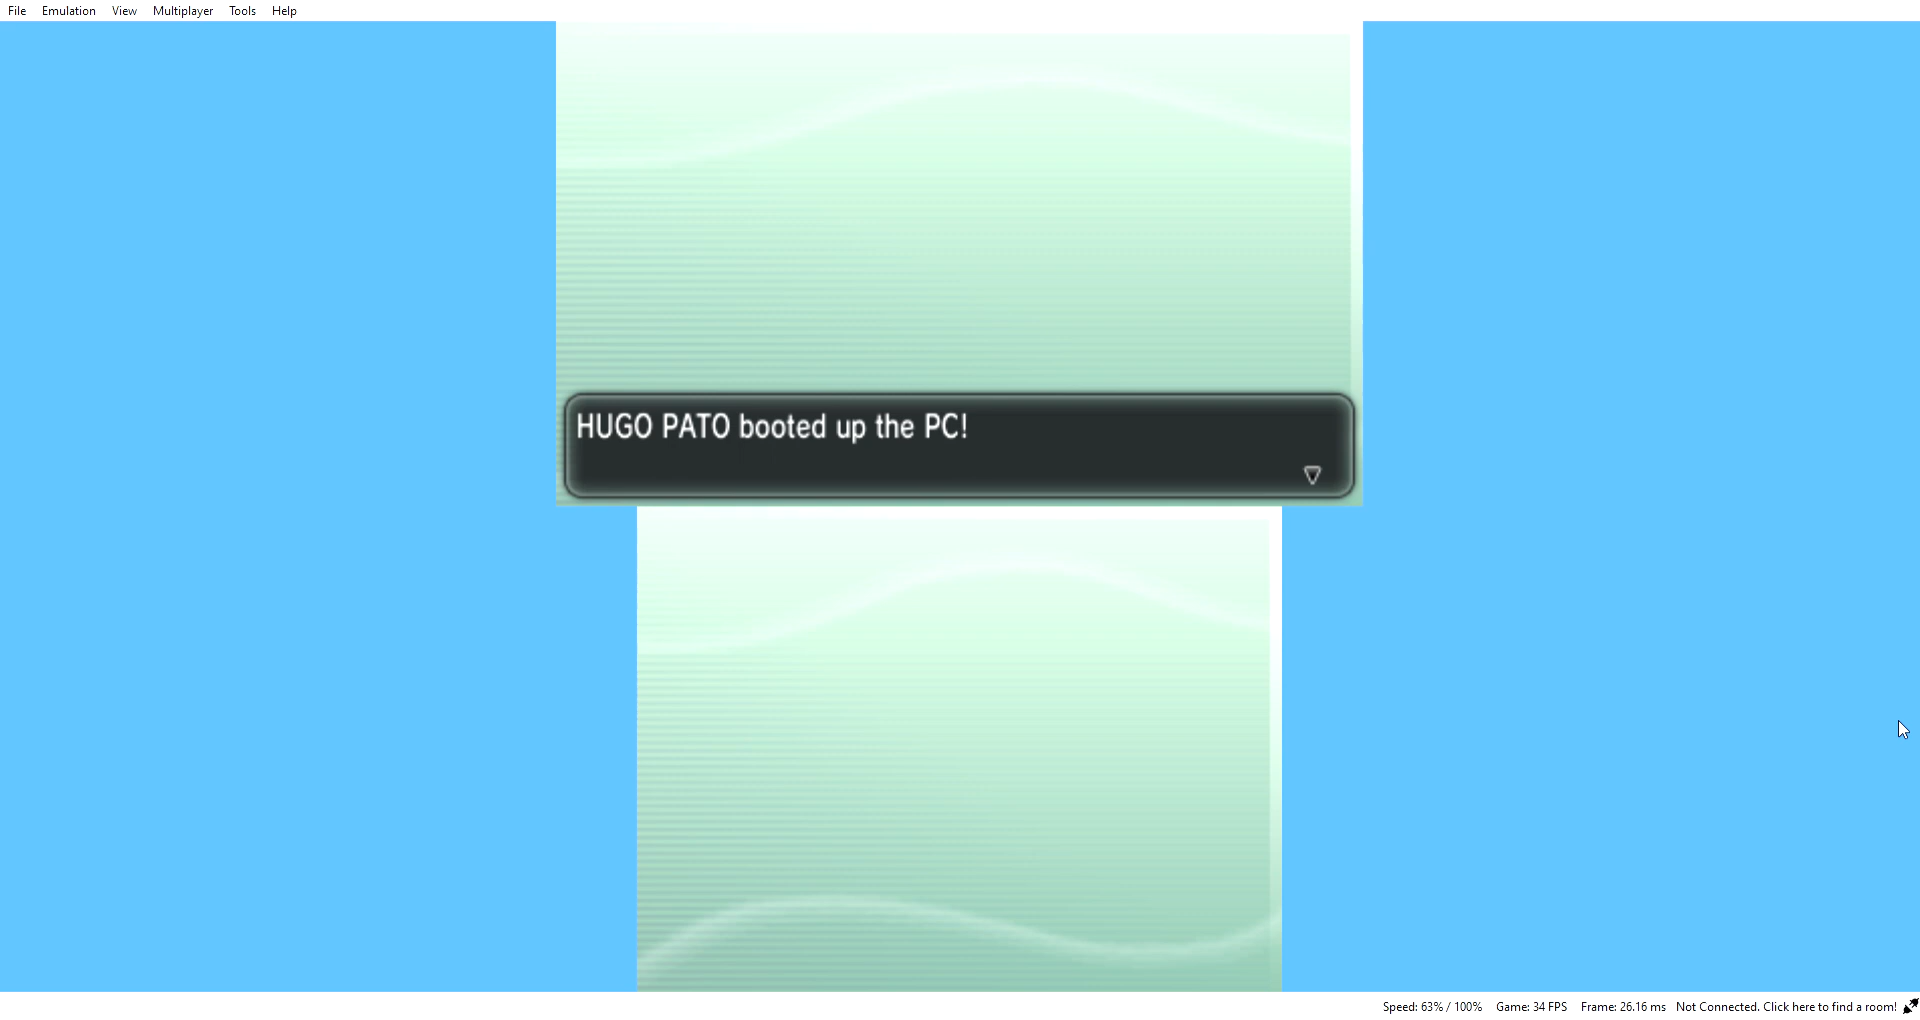 File Emulation View Multiplayer Tools Help
HUGO PATO booted up the PC!
Speed: 63% / 100% Game: 34 FPS Frame: 26.16 ms Not Connected. Click here to find a room!